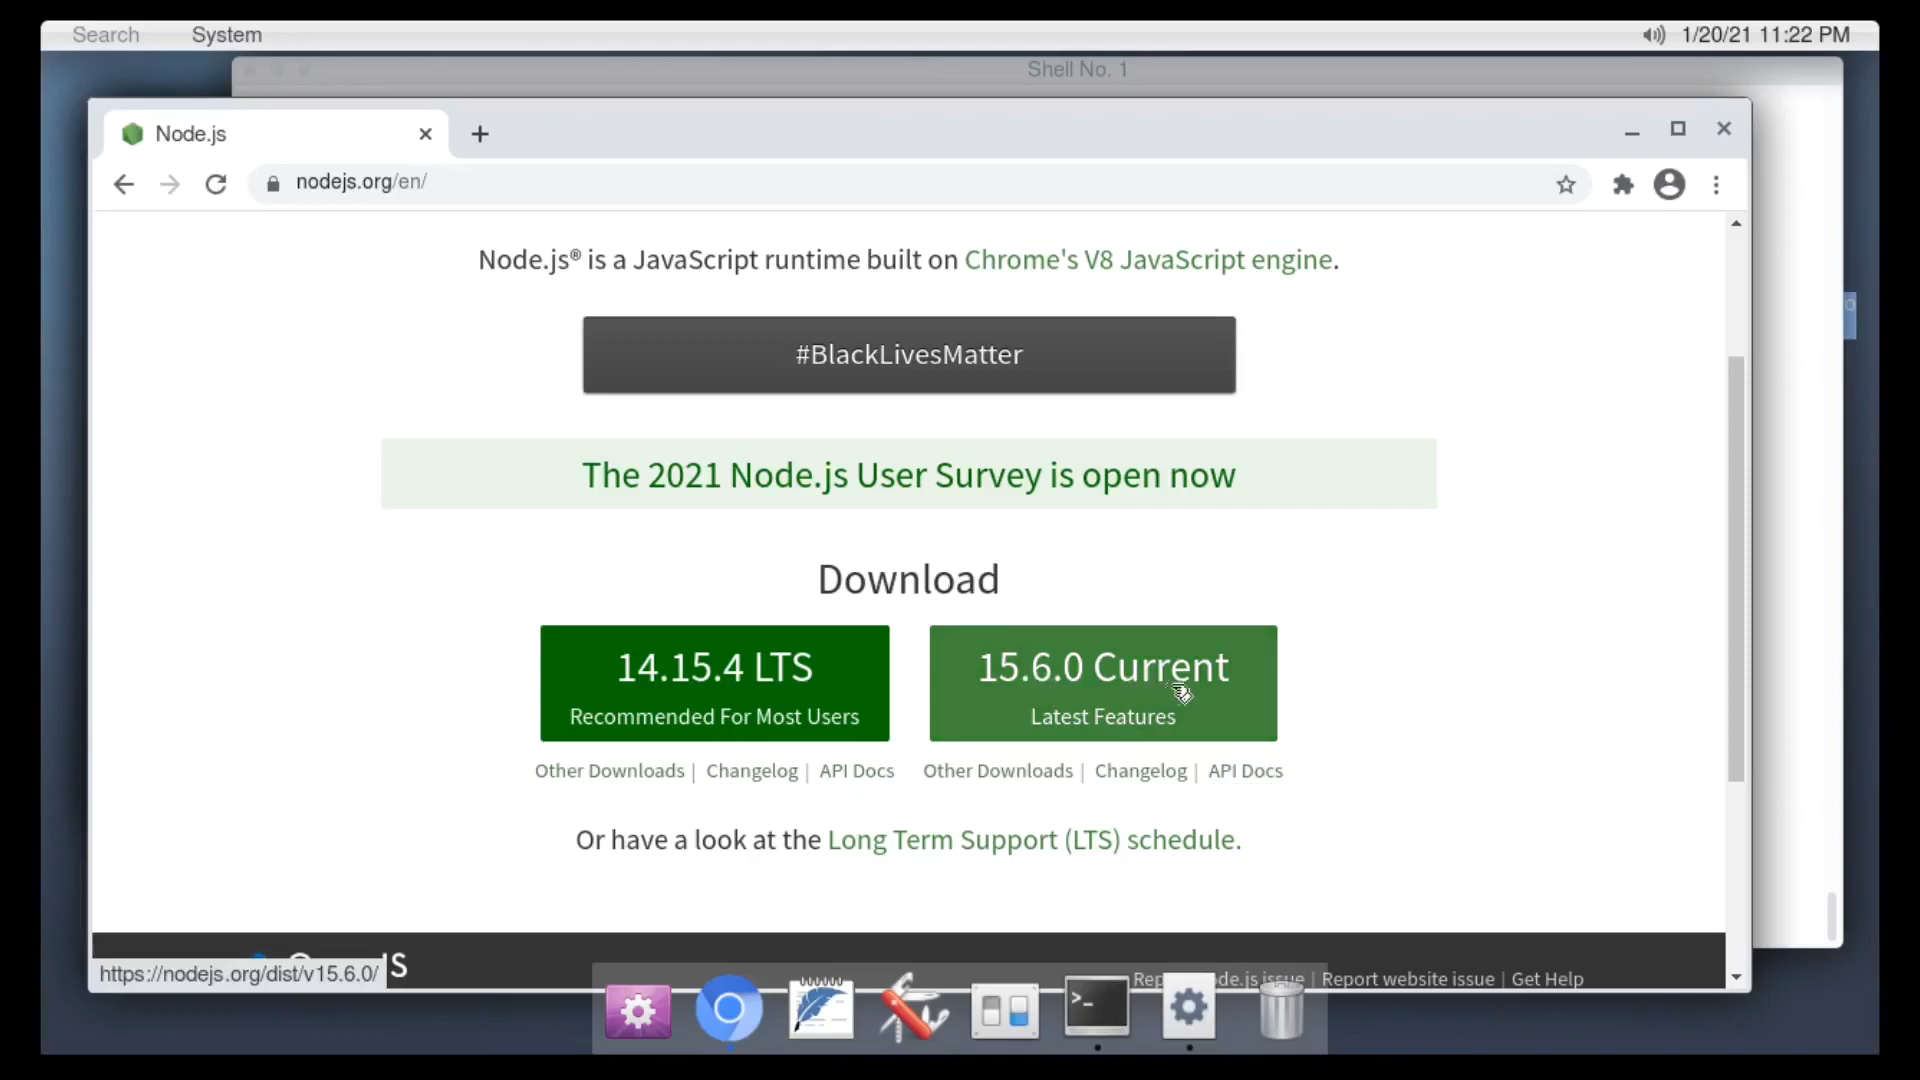 Search System 1/20/21 11:22 PM
Shell No. 1
Node.js
nodejs.org/en/
Node.js® is a JavaScript runtime built on Chrome's V8 JavaScript engine.
#BlackLivesMatter
The 2021 Node.js User Survey is open now
Download
14.15.4 LTS
Recommended For Most Users
15.6.0 Current
Latest Features
Other Downloads | Changelog | API Docs
Other Downloads | Changelog | API Docs
Or have a look at the Long Term Support (LTS) schedule.
https://nodejs.org/dist/v15.6.0/
de.js issue | Report website issue | Get Help
>_